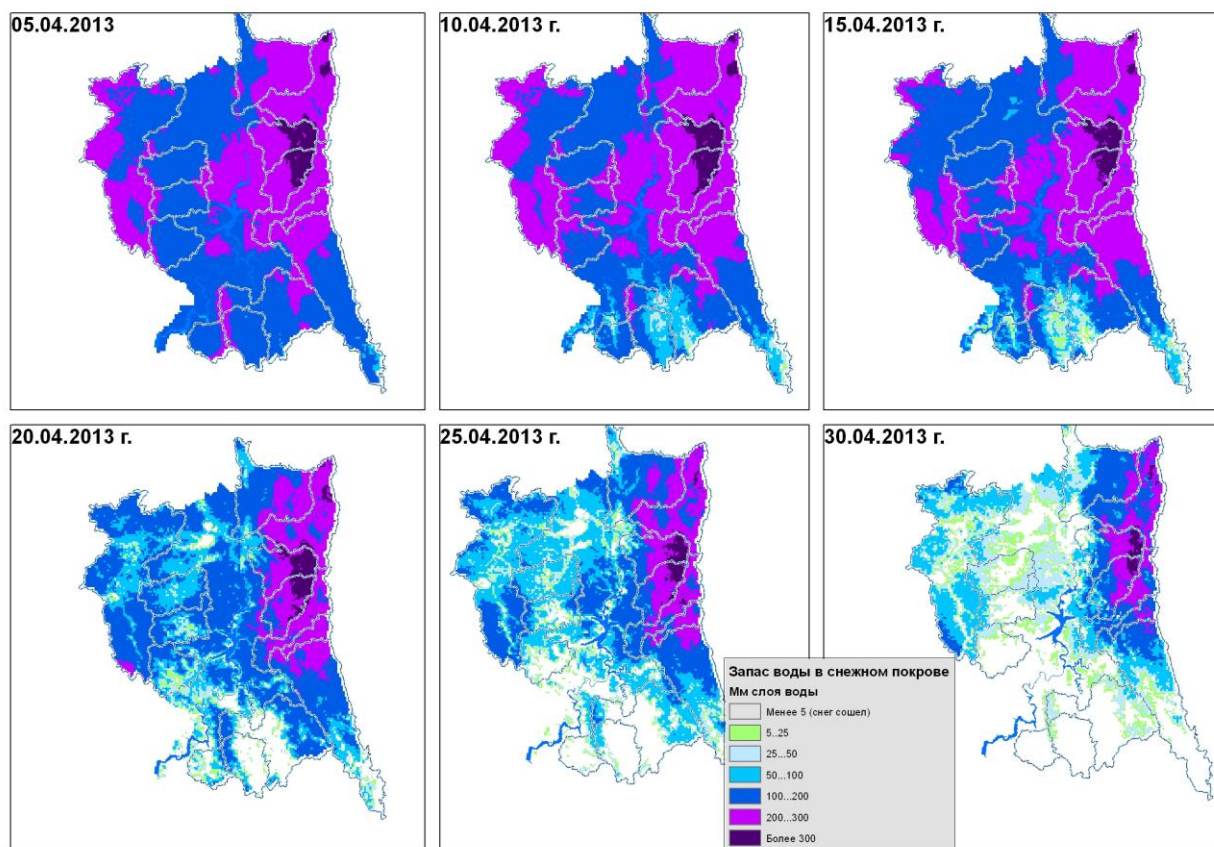 05.04.2013
10.04.2013 г.
15.04.2013 г.
20.04.2013 г.
25.04.2013 г.
30.04.2013 г.
Запас воды в снежном покрове
Мм слоя воды
Менее 5 (снег сошел)
5..25
25...50
50...100
100...200
200...300
Более 300